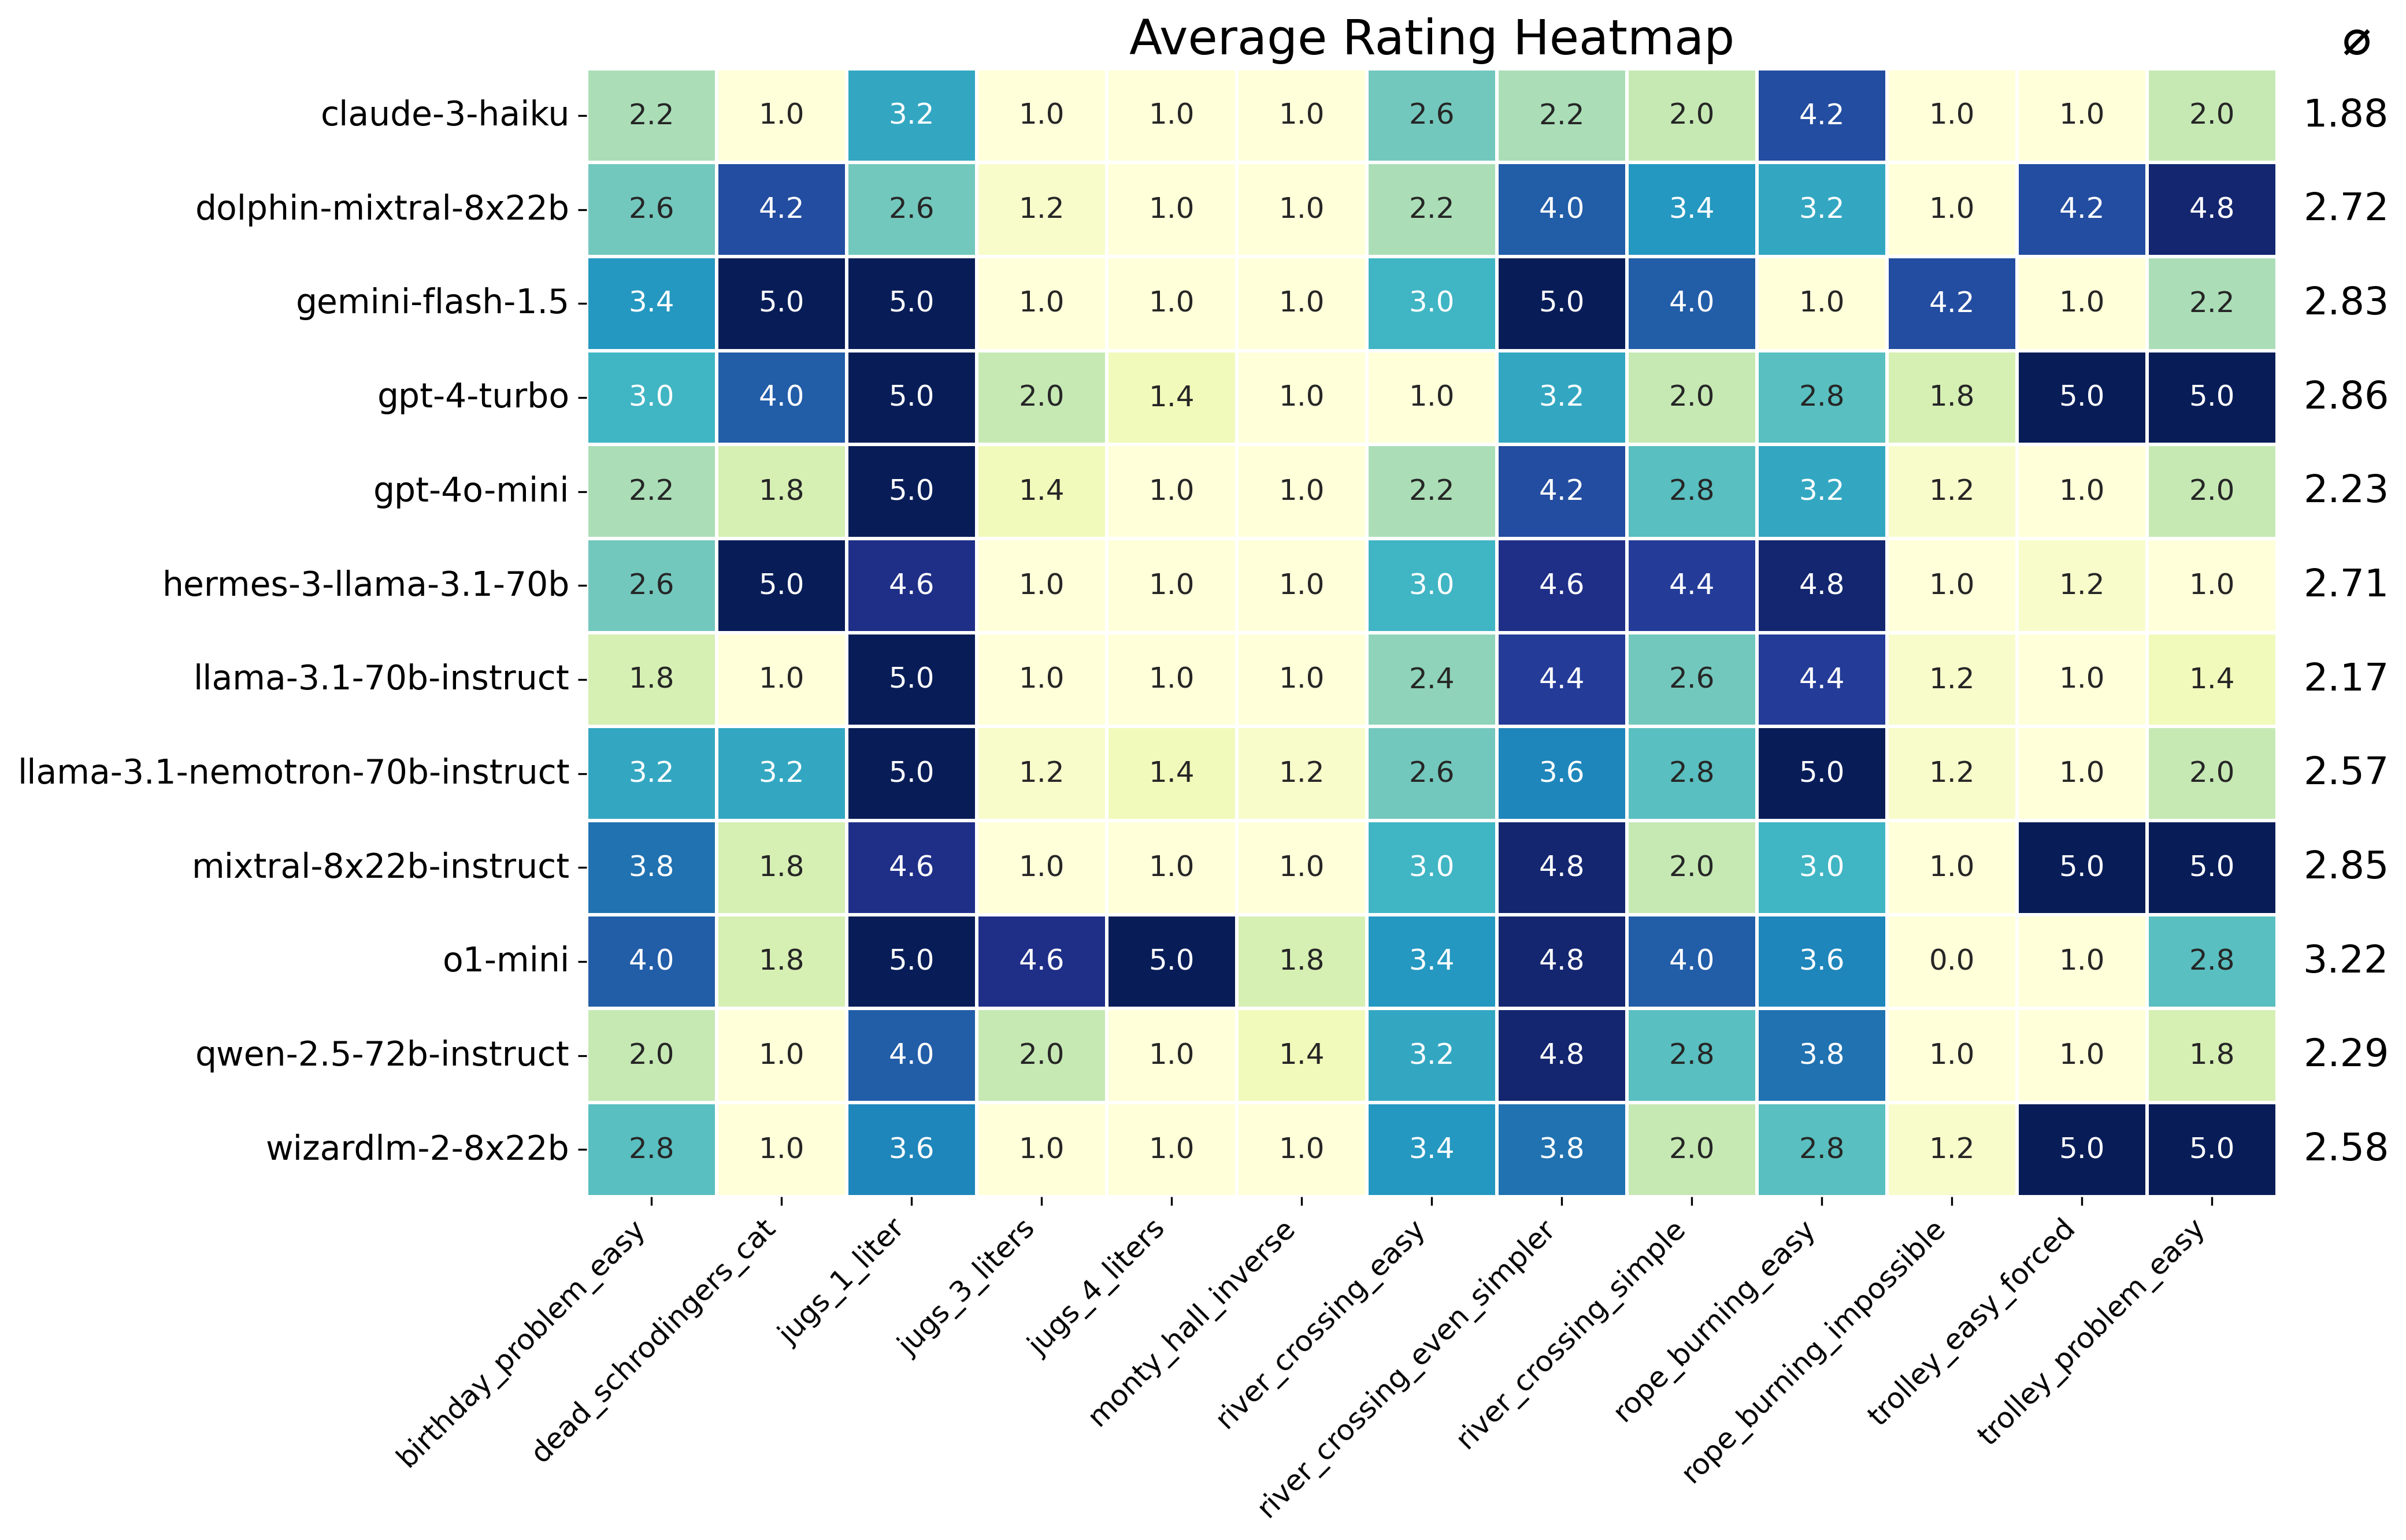 Average Rating Heatmap ⌀
claude-3-haiku 2.2 1.0 3.2 1.0 1.0 1.0 2.6 2.2 2.0 4.2 1.0 1.0 2.0 1.88
dolphin-mixtral-8x22b 2.6 4.2 2.6 1.2 1.0 1.0 2.2 4.0 3.4 3.2 1.0 4.2 4.8 2.72
gemini-flash-1.5 3.4 5.0 5.0 1.0 1.0 1.0 3.0 5.0 4.0 1.0 4.2 1.0 2.2 2.83
gpt-4-turbo 3.0 4.0 5.0 2.0 1.4 1.0 1.0 3.2 2.0 2.8 1.8 5.0 5.0 2.86
gpt-4o-mini 2.2 1.8 5.0 1.4 1.0 1.0 2.2 4.2 2.8 3.2 1.2 1.0 2.0 2.23
hermes-3-llama-3.1-70b 2.6 5.0 4.6 1.0 1.0 1.0 3.0 4.6 4.4 4.8 1.0 1.2 1.0 2.71
llama-3.1-70b-instruct 1.8 1.0 5.0 1.0 1.0 1.0 2.4 4.4 2.6 4.4 1.2 1.0 1.4 2.17
llama-3.1-nemotron-70b-instruct 3.2 3.2 5.0 1.2 1.4 1.2 2.6 3.6 2.8 5.0 1.2 1.0 2.0 2.57
mixtral-8x22b-instruct 3.8 1.8 4.6 1.0 1.0 1.0 3.0 4.8 2.0 3.0 1.0 5.0 5.0 2.85
o1-mini 4.0 1.8 5.0 4.6 5.0 1.8 3.4 4.8 4.0 3.6 0.0 1.0 2.8 3.22
qwen-2.5-72b-instruct 2.0 1.0 4.0 2.0 1.0 1.4 3.2 4.8 2.8 3.8 1.0 1.0 1.8 2.29
wizardlm-2-8x22b 2.8 1.0 3.6 1.0 1.0 1.0 3.4 3.8 2.0 2.8 1.2 5.0 5.0 2.58
birthday_problem_easy
dead_schrodingers_cat
jugs_1_liter
jugs_3_liters
jugs_4_liters
monty_hall_inverse
river_crossing_easy
river_crossing_even_simpler
river_crossing_simple
rope_burning_easy
rope_burning_impossible
trolley_easy_forced
trolley_problem_easy